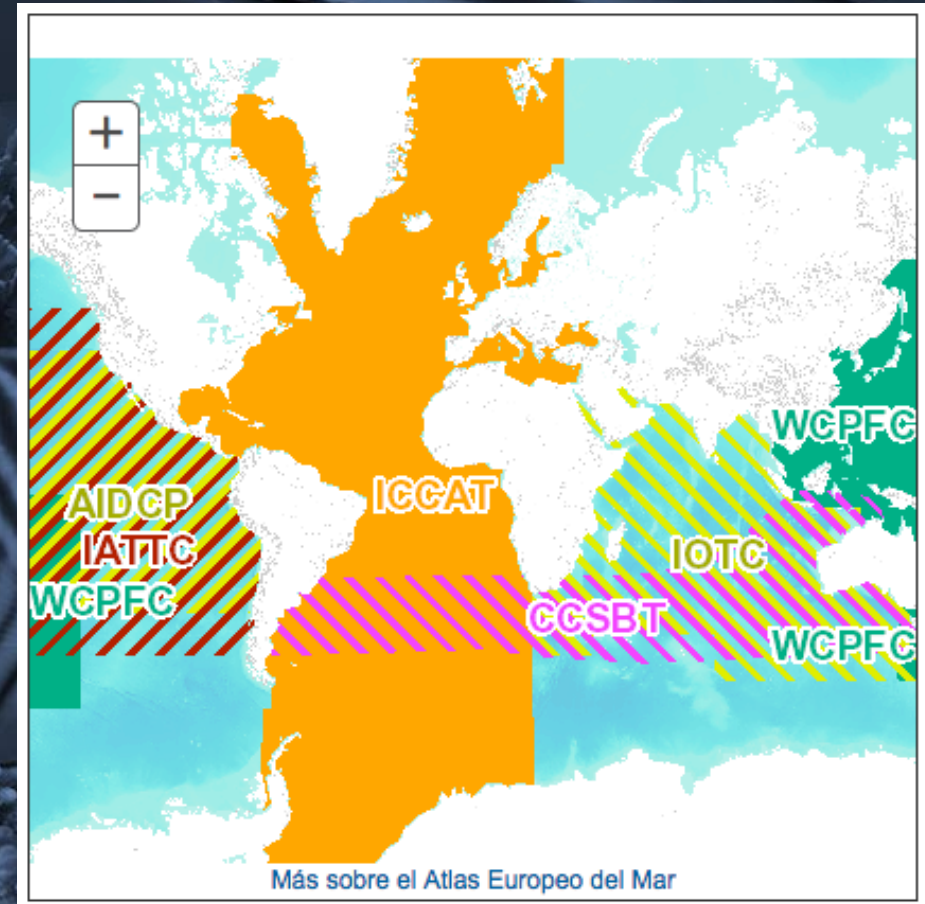 +
−
WCPFC
ICCAT
AIDCP
IATTC
IOTC
WCPFC
CCSBT
WCPFC
Más sobre el Atlas Europeo del Mar